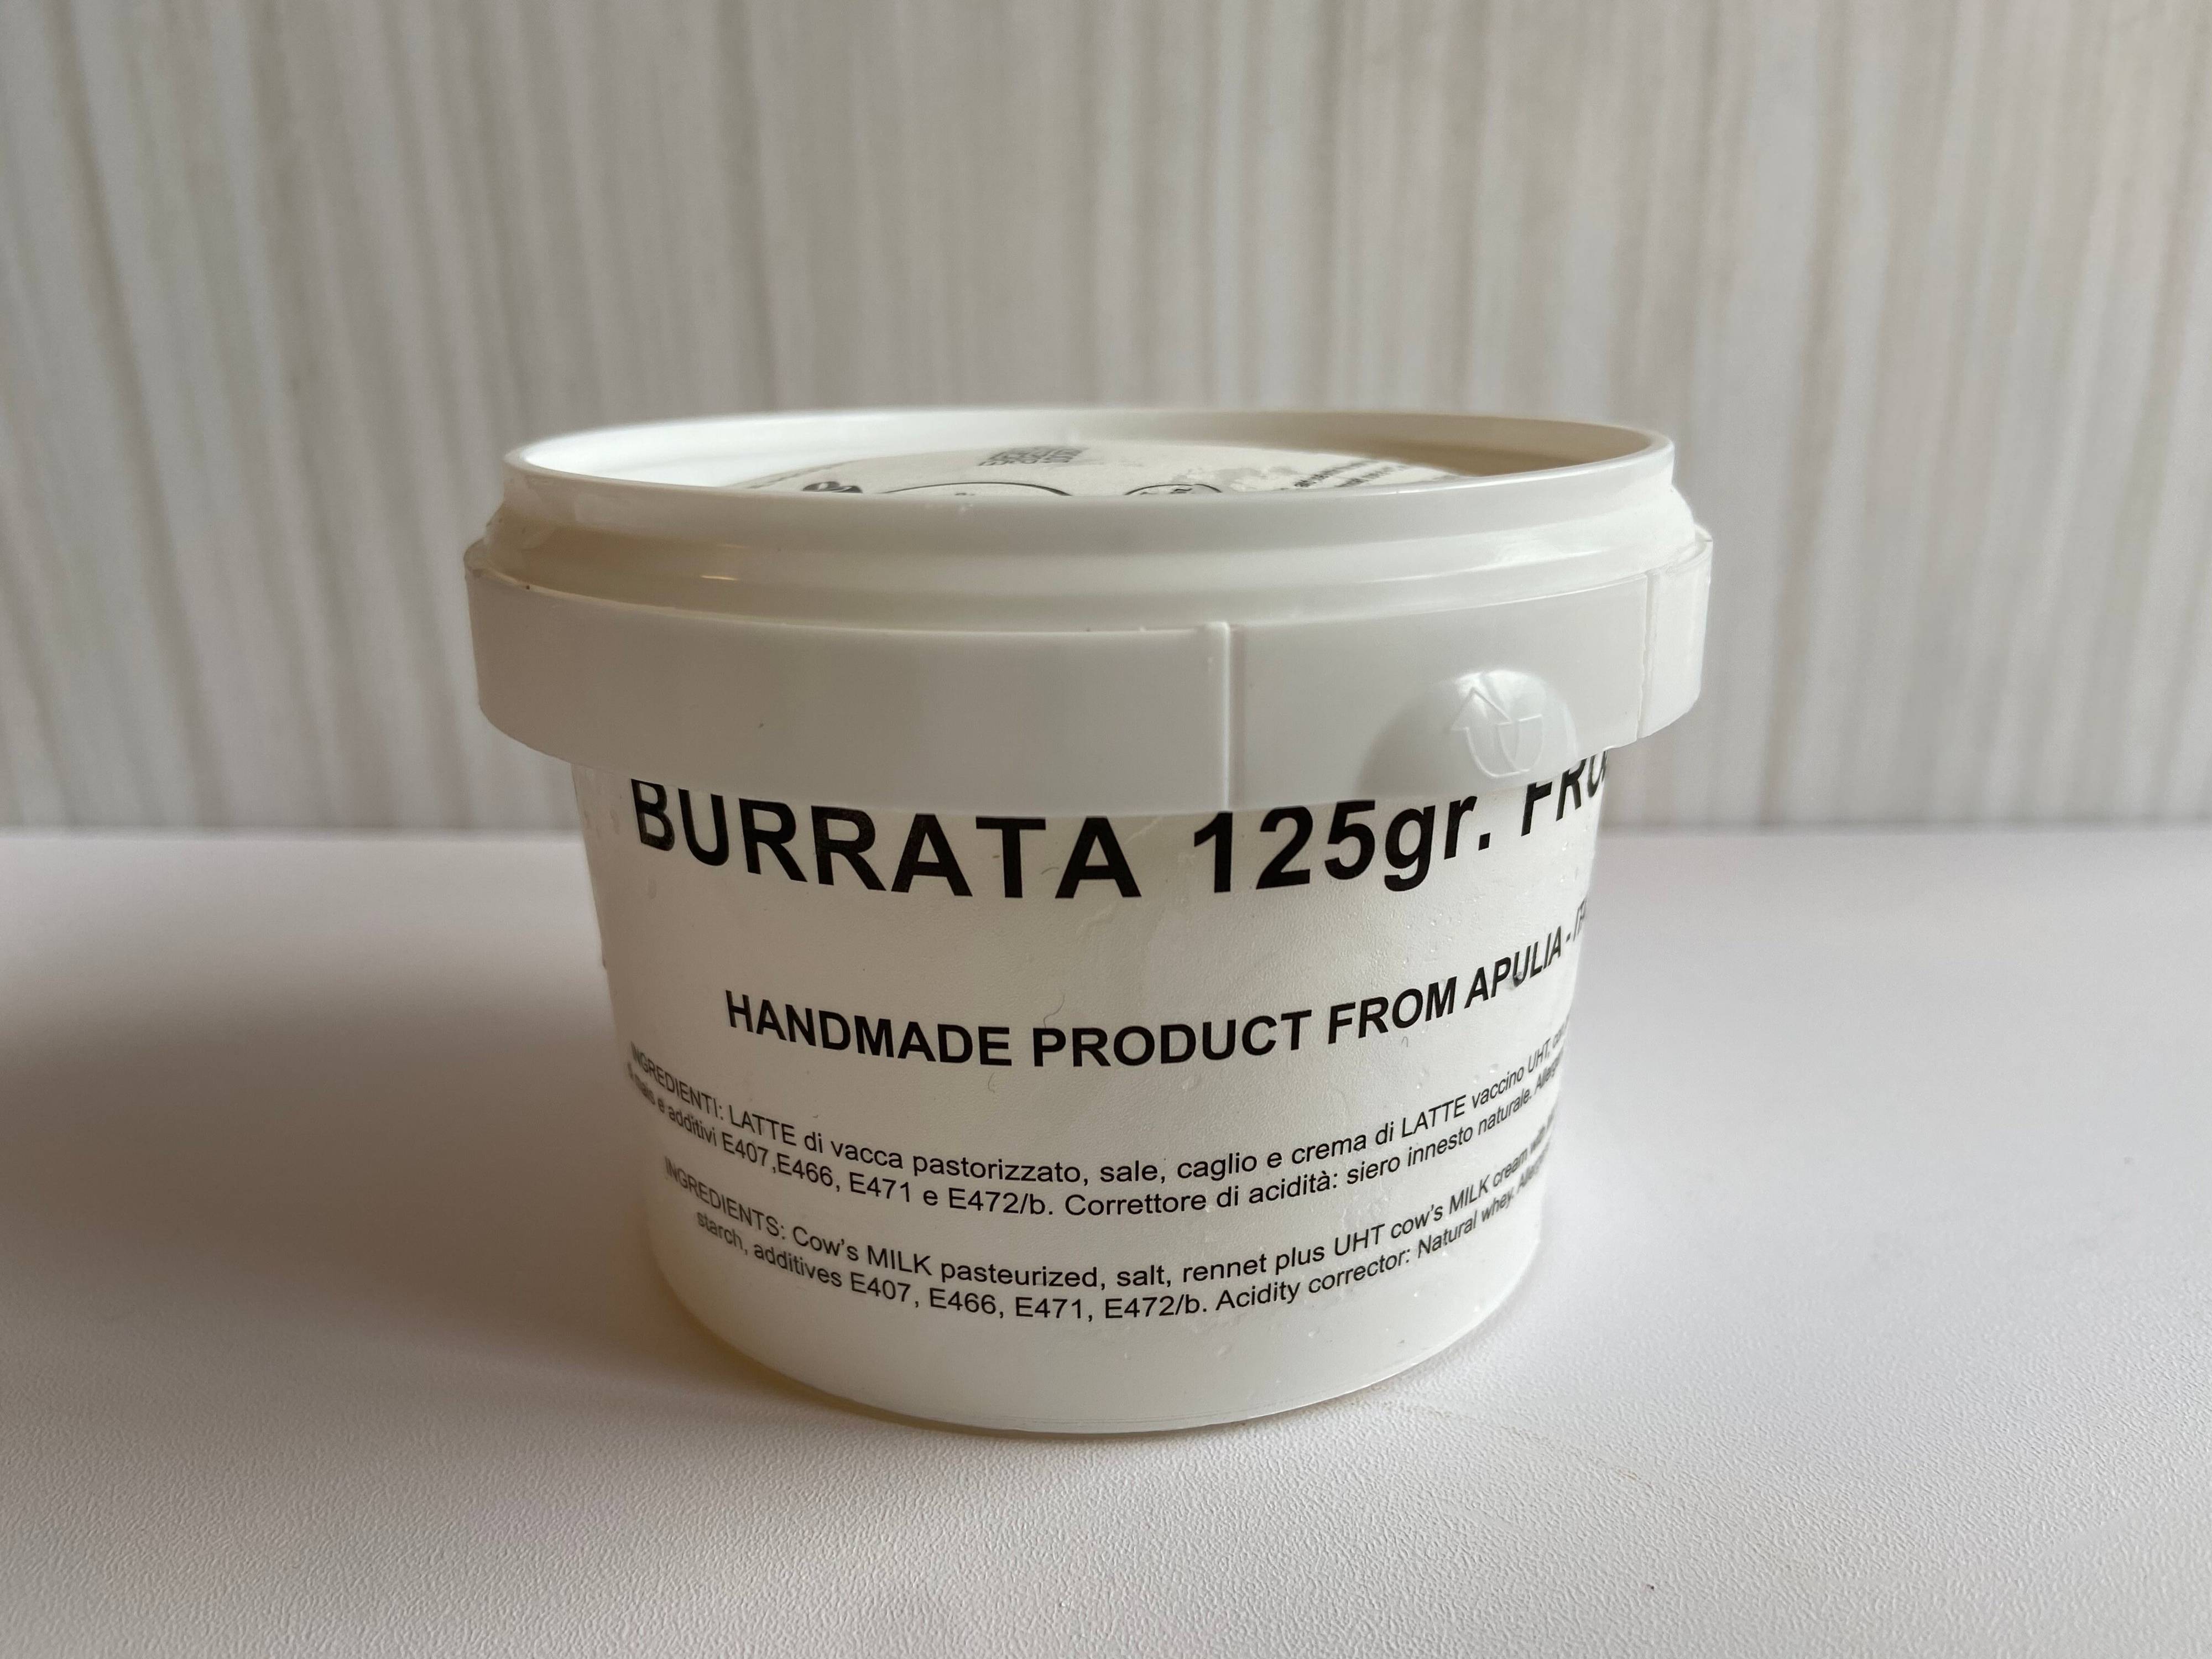 BURRATA 125gr.
HANDMADE PRODUCT FROM APULIA -
INGREDIENTI: LATTE di vacca pastorizzato, sale, caglio e crema di LATTE vaccino UHT,
mais e additivi E407,E466, E471 e E472/b. Correttore di acidità: siero innesto naturale.
INGREDIENTS: Cow's MILK pasteurized, salt, rennet plus UHT cow's MILK cream with
starch, additives E407, E466, E471, E472/b. Acidity corrector: Natural whey.